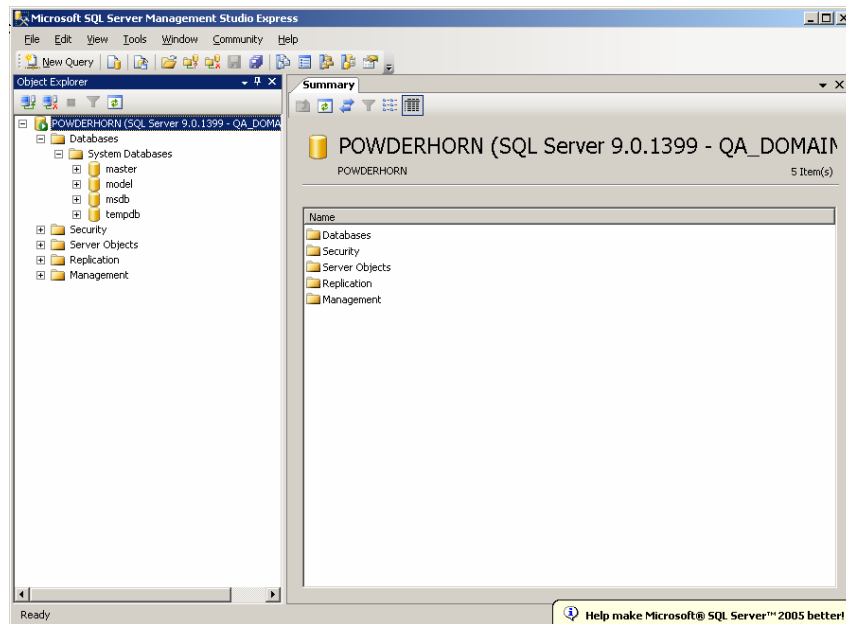 Microsoft SQL Server Management Studio Express
File Edit View Tools Window Community Help
New Query
Object Explorer
Summary
POWDERHORN (SQL Server 9.0.1399 - QA_DOMA
Databases
System Databases
master
model
msdb
tempdb
Security
Server Objects
Replication
Management
POWDERHORN (SQL Server 9.0.1399 - QA_DOMAIN
POWDERHORN
5 Item(s)
Name
Databases
Security
Server Objects
Replication
Management
Ready
Help make Microsoft® SQL Server™ 2005 better!